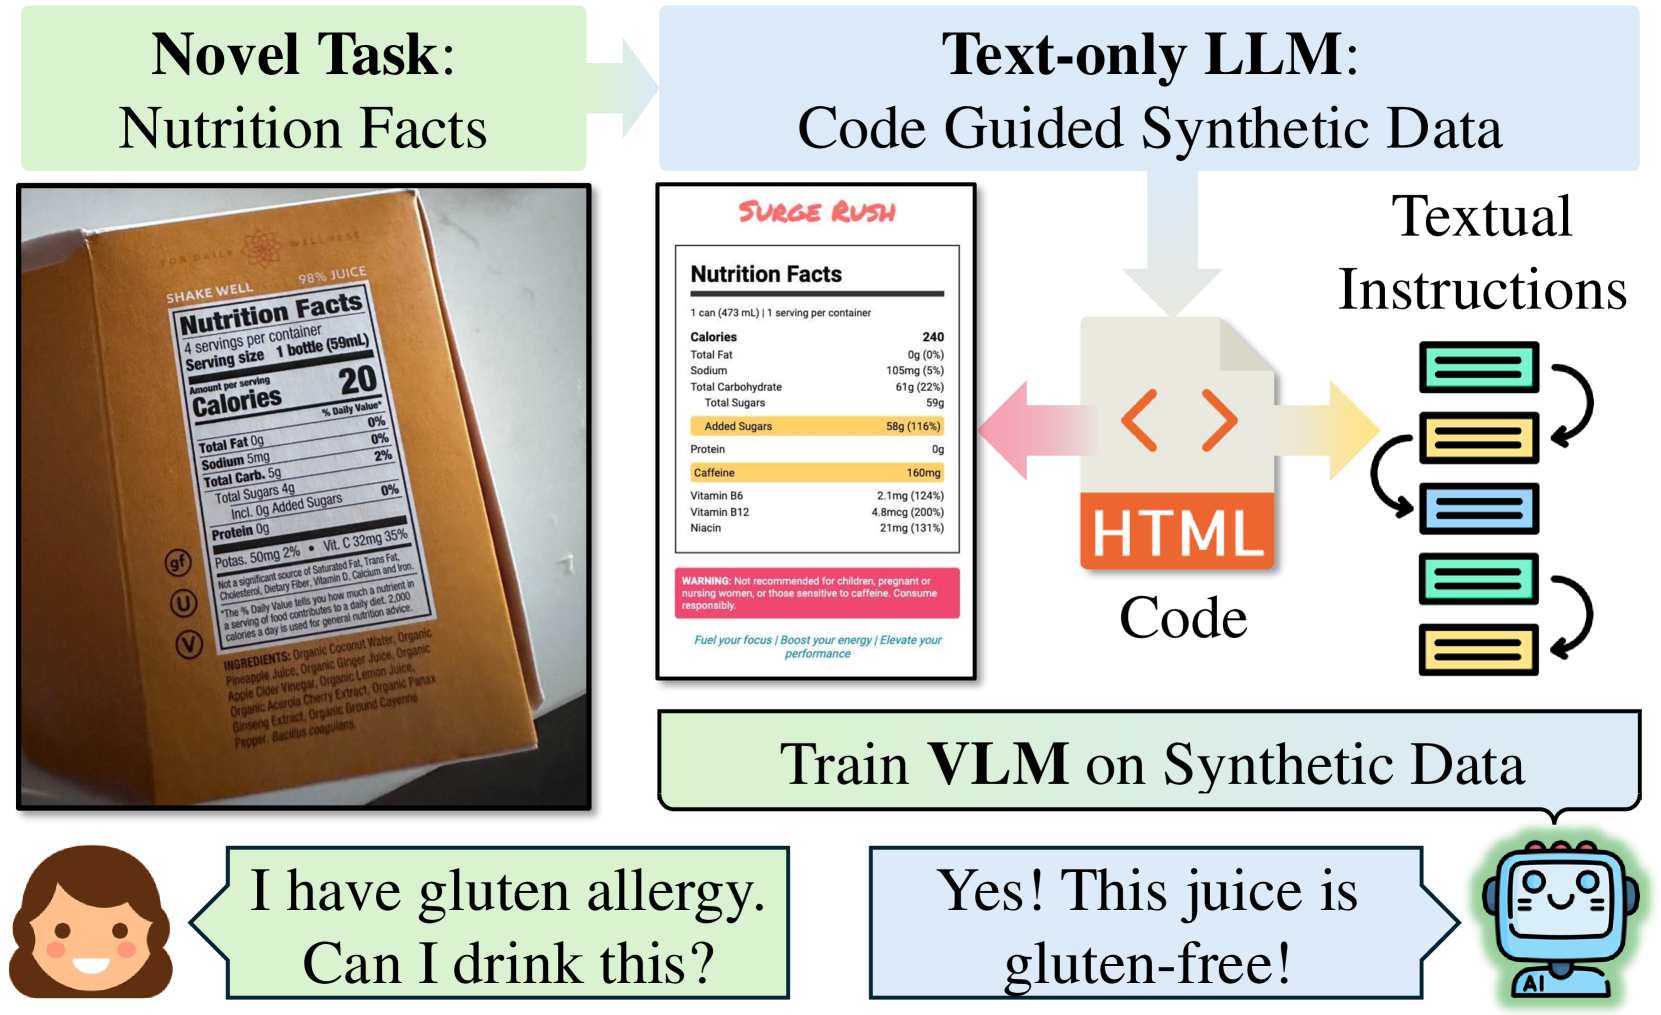 Novel Task:
Nutrition Facts
Text-only LLM:
Code Guided Synthetic Data
FOR DAILY WELLNESS
SHAKE WELL 98% JUICE
Nutrition Facts
4 servings per container
Serving size 1 bottle (59mL)
Amount per serving
Calories 20
% Daily Value*
Total Fat 0g 0%
Sodium 5mg 0%
Total Carb. 5g 2%
Total Sugars 4g
Incl. 0g Added Sugars 0%
Protein 0g
Potas. 50mg 2% • Vit. C 32mg 35%
Not a significant source of Saturated Fat, Trans Fat,
Cholesterol, Dietary Fiber, Vitamin D, Calcium and Iron.
*The % Daily Value tells you how much a nutrient in
a serving of food contributes to a daily diet. 2,000
calories a day is used for general nutrition advice.
gf
U
V
INGREDIENTS: Organic Coconut Water, Organic
Pineapple Juice, Organic Ginger Juice, Organic
Apple Cider Vinegar, Organic Lemon Juice,
Organic Acerola Cherry Extract, Organic Panax
Ginseng Extract, Organic Ground Cayenne
Pepper, Bacillus coagulans
SURGE RUSH
Nutrition Facts
1 can (473 mL) | 1 serving per container
Calories 240
Total Fat 0g (0%)
Sodium 105mg (5%)
Total Carbohydrate 61g (22%)
Total Sugars 59g
Added Sugars 58g (116%)
Protein 0g
Caffeine 160mg
Vitamin B6 2.1mg (124%)
Vitamin B12 4.8mcg (200%)
Niacin 21mg (131%)
WARNING: Not recommended for children, pregnant or
nursing women, or those sensitive to caffeine. Consume
responsibly.
Fuel your focus | Boost your energy | Elevate your
performance
HTML
Code
Textual
Instructions
Train VLM on Synthetic Data
I have gluten allergy.
Can I drink this?
Yes! This juice is
gluten-free!
AI